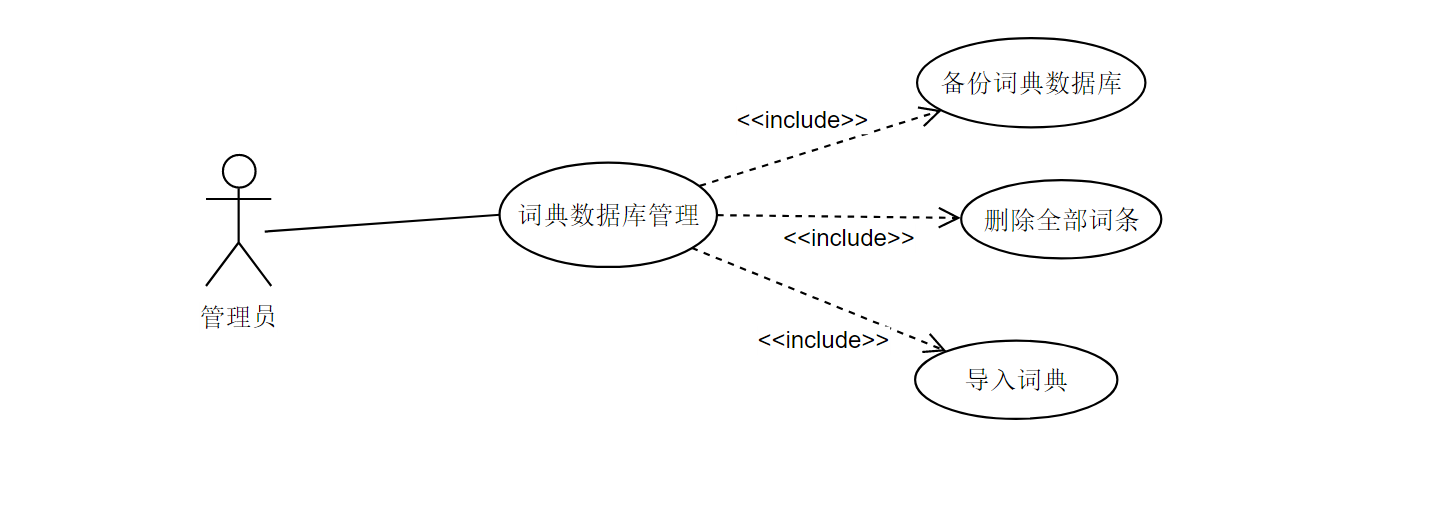 备份词典数据库
<<include>>
词典数据库管理
删除全部词条
<<include>>
管理员
<<include>>
导入词典